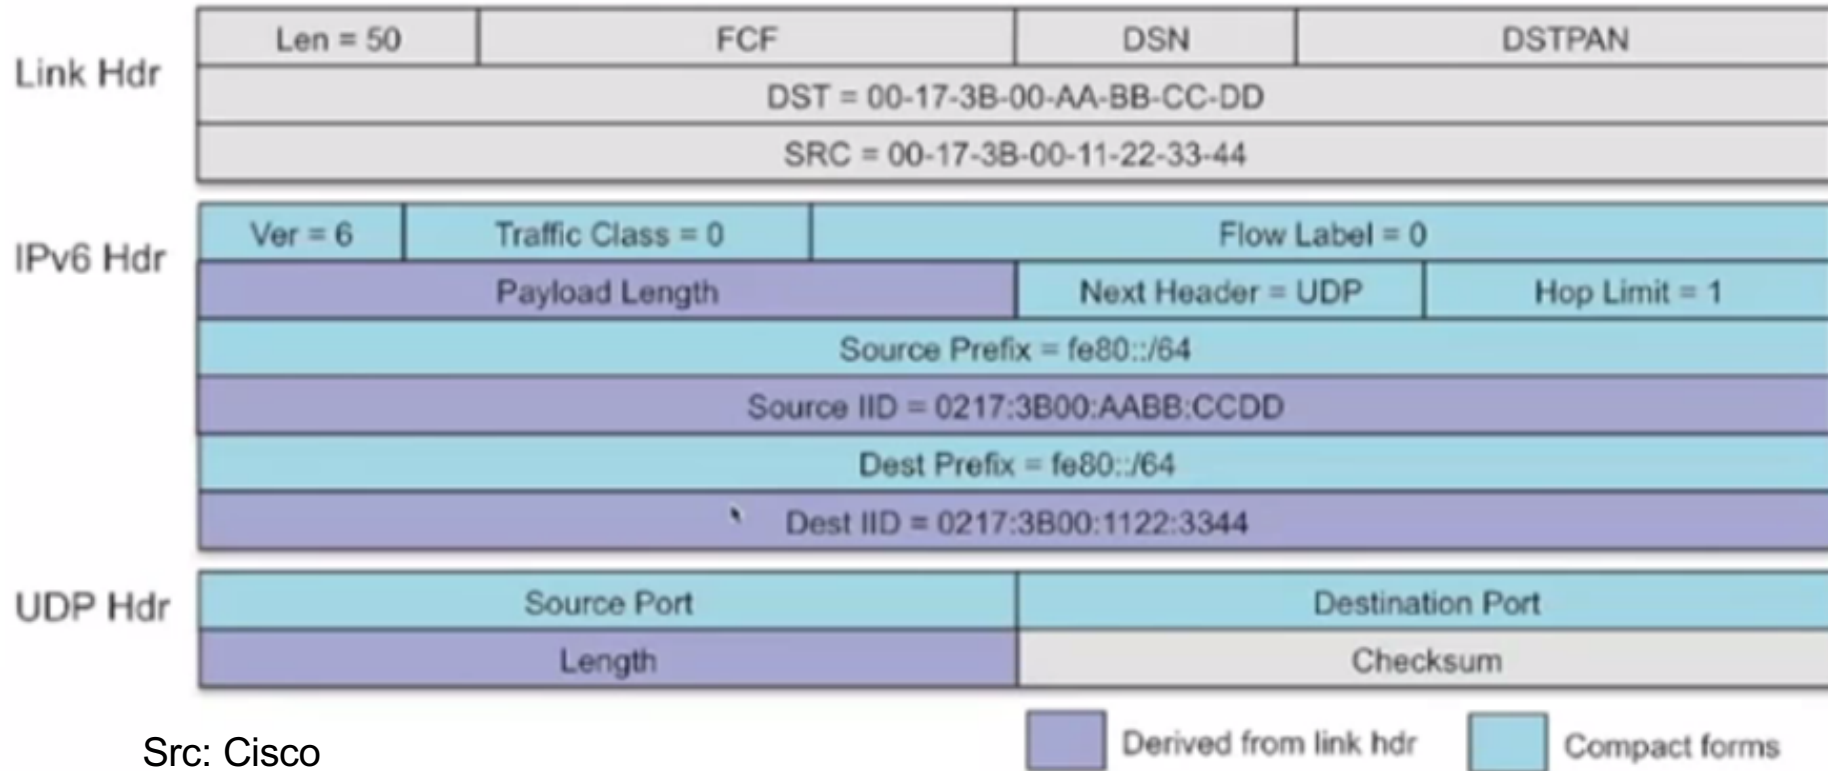 Link Hdr
Len = 50 FCF DSN DSTPAN
DST = 00-17-3B-00-AA-BB-CC-DD
SRC = 00-17-3B-00-11-22-33-44
IPv6 Hdr
Ver = 6 Traffic Class = 0 Flow Label = 0
Payload Length Next Header = UDP Hop Limit = 1
Source Prefix = fe80::/64
Source IID = 0217:3B00:AABB:CCDD
Dest Prefix = fe80::/64
Dest IID = 0217:3B00:1122:3344
UDP Hdr
Source Port Destination Port
Length Checksum
Src: Cisco
Derived from link hdr Compact forms